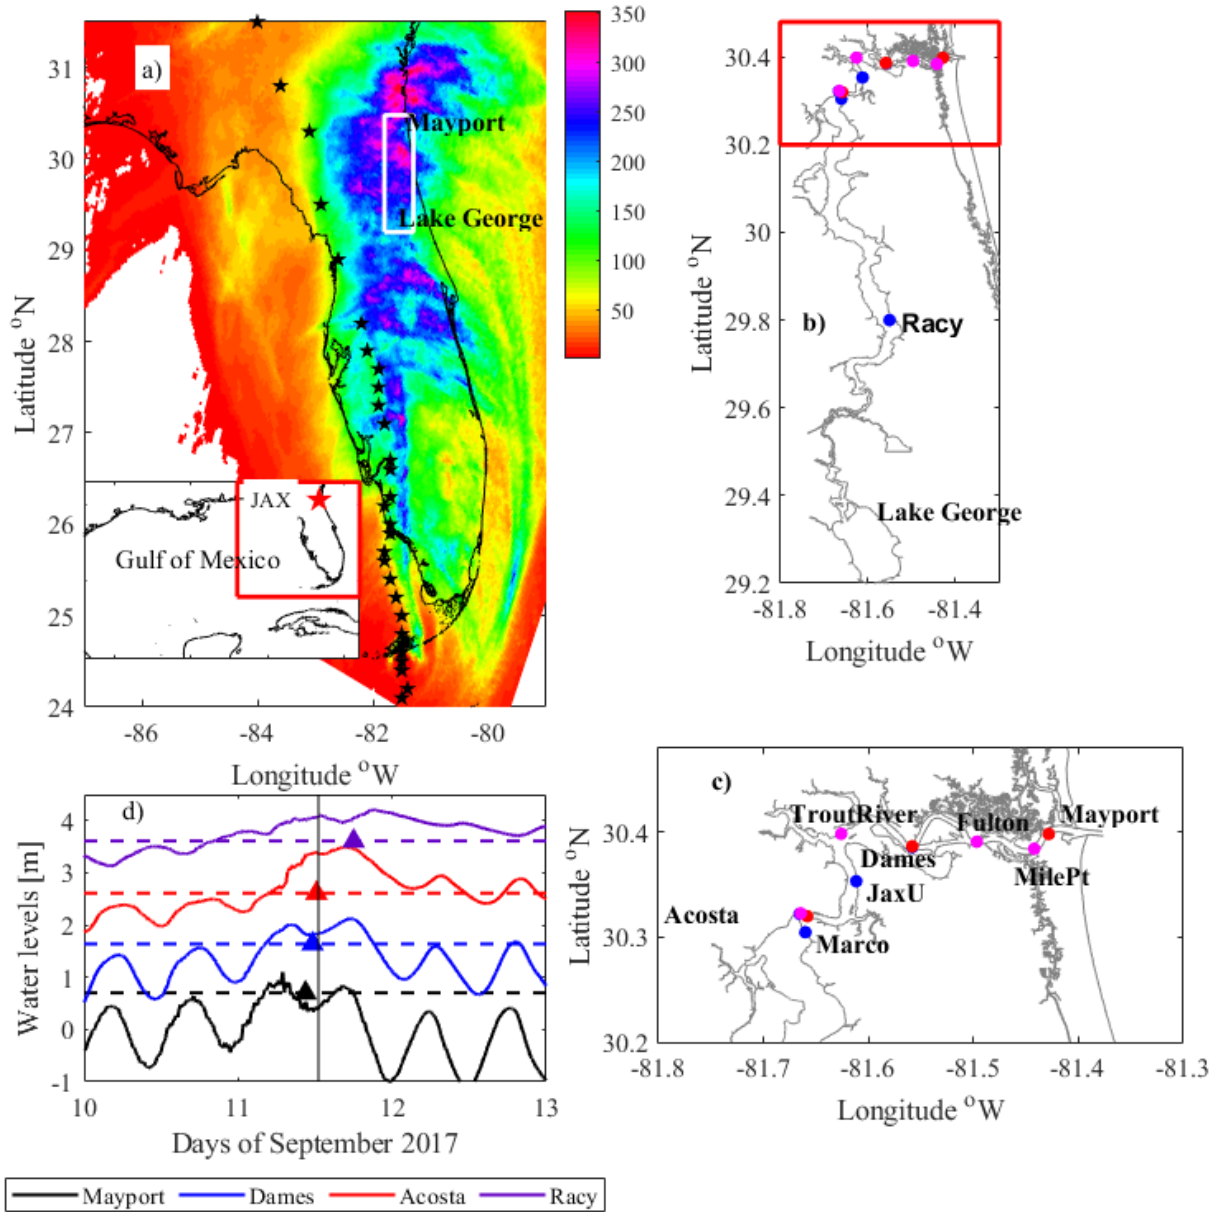 a)
Mayport
Lake George
JAX
Gulf of Mexico
31
30
29
28
27
26
25
24
Latitude °N
-86
-84
-82
-80
Longitude °W
350
300
250
200
150
100
50
b)
Racy
Lake George
30.4
30.2
30
29.8
29.6
29.4
29.2
Latitude °N
-81.8
-81.6
-81.4
Longitude °W
c)
TroutRiver
Fulton
Mayport
Dames
MilePt
JaxU
Acosta
Marco
30.4
30.3
30.2
Latitude °N
-81.8
-81.7
-81.6
-81.5
-81.4
-81.3
Longitude °W
d)
4
3
2
1
0
-1
Water levels [m]
10
11
12
13
Days of September 2017
Mayport
Dames
Acosta
Racy